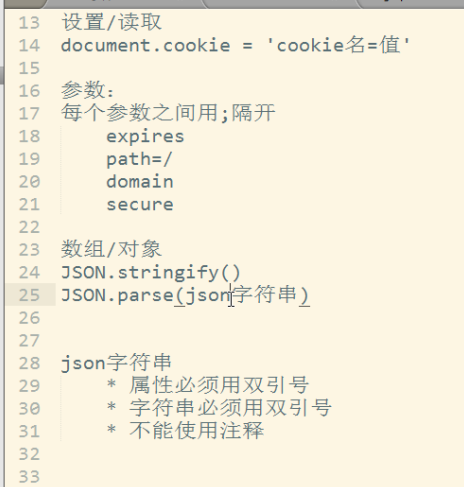 13 设置/读取
14 document.cookie = 'cookie名=值'
15
16 参数:
17 每个参数之间用;隔开
18 expires
19 path=/
20 domain
21 secure
22
23 数组/对象
24 JSON.stringify()
25 JSON.parse(json字符串)
26
27
28 json字符串
29 * 属性必须用双引号
30 * 字符串必须用双引号
31 * 不能使用注释
32
33